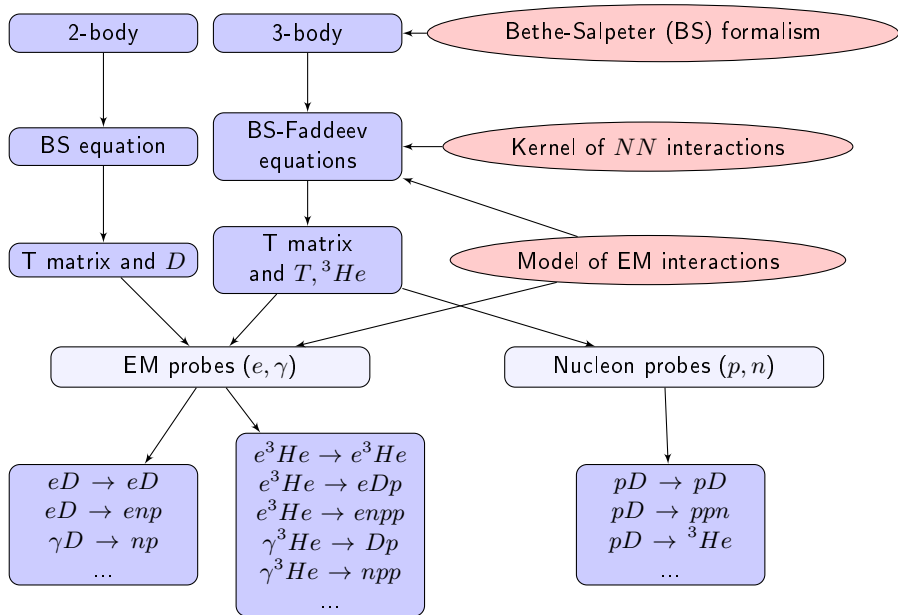 2-body
3-body
Bethe-Salpeter (BS) formalism
BS equation
BS-Faddeev
equations
Kernel of NN interactions
T matrix and D
T matrix
and T, ³He
Model of EM interactions
EM probes (e, γ)
Nucleon probes (p, n)
eD → eD
eD → enp
γD → np
...
e³He → e³He
e³He → eDp
e³He → enpp
γ³He → Dp
γ³He → npp
...
pD → pD
pD → ppn
pD → ³He
...